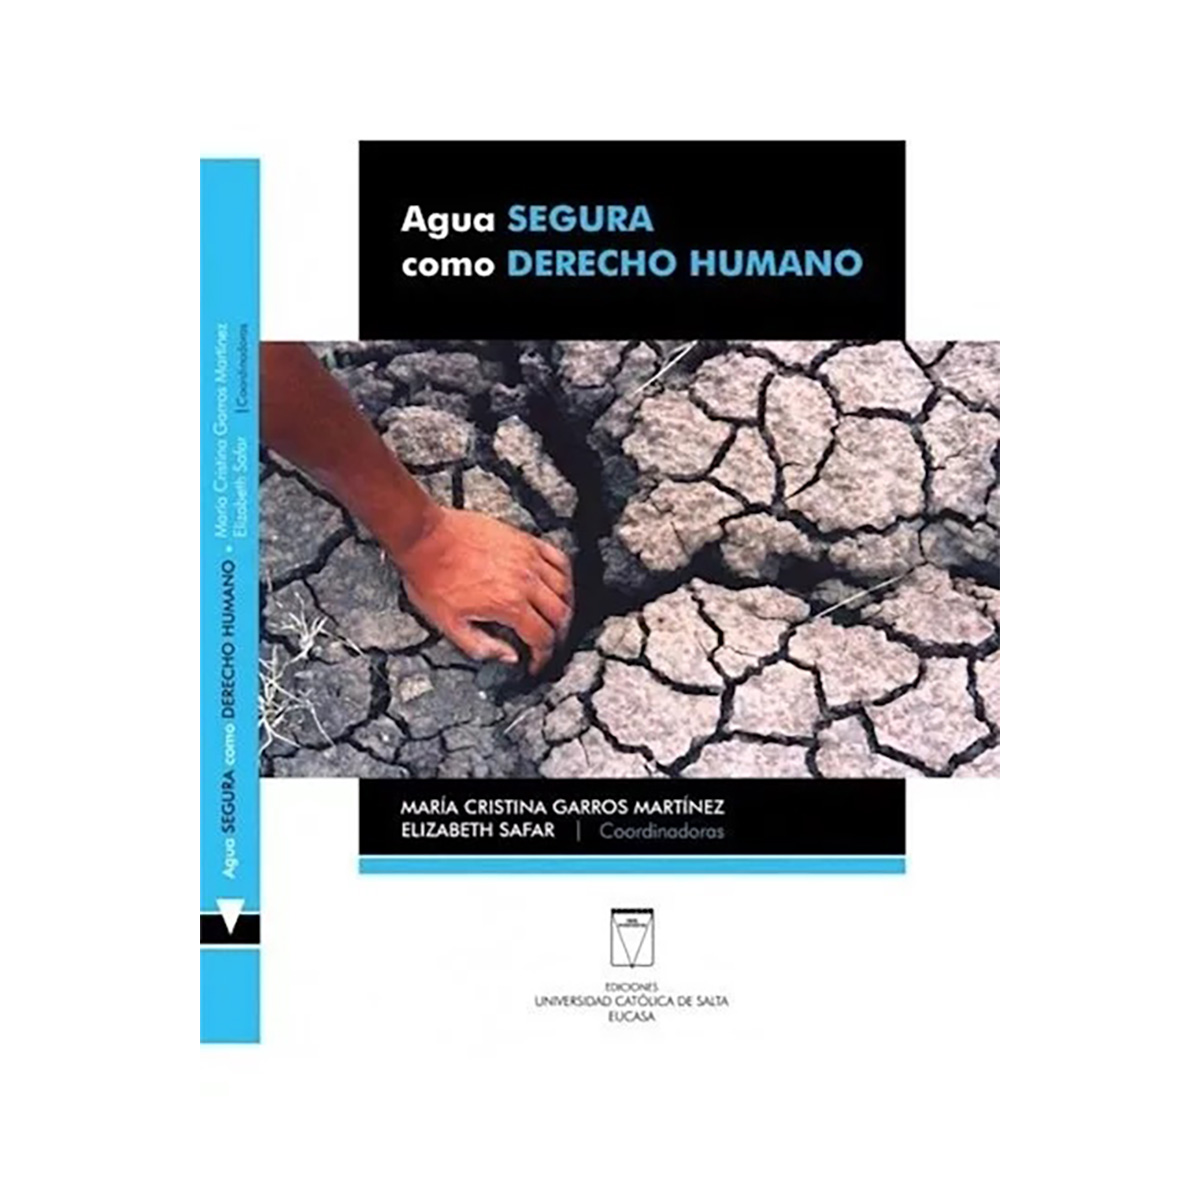 Agua SEGURA
como DERECHO HUMANO
MARÍA CRISTINA GARROS MARTÍNEZ
ELIZABETH SAFAR | Coordinadoras
EDICIONES
UNIVERSIDAD CATÓLICA DE SALTA
EUCASA
Agua SEGURA como DERECHO HUMANO • María Cristina Garros Martínez
Elizabeth Safar | Coordinadoras